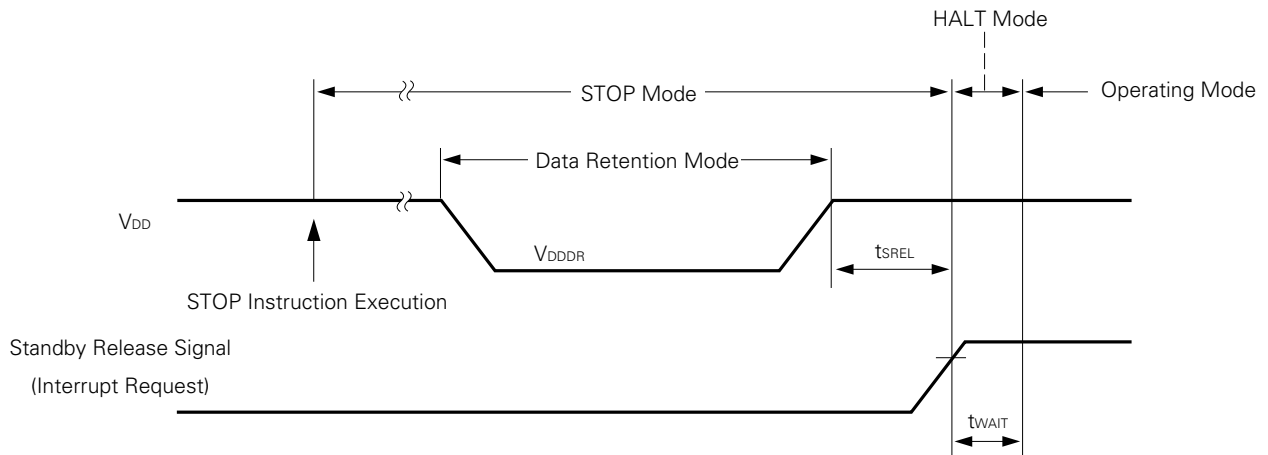 HALT Mode
STOP Mode
Operating Mode
Data Retention Mode
VDD
VDDDR
tSREL
STOP Instruction Execution
Standby Release Signal
(Interrupt Request)
tWAIT